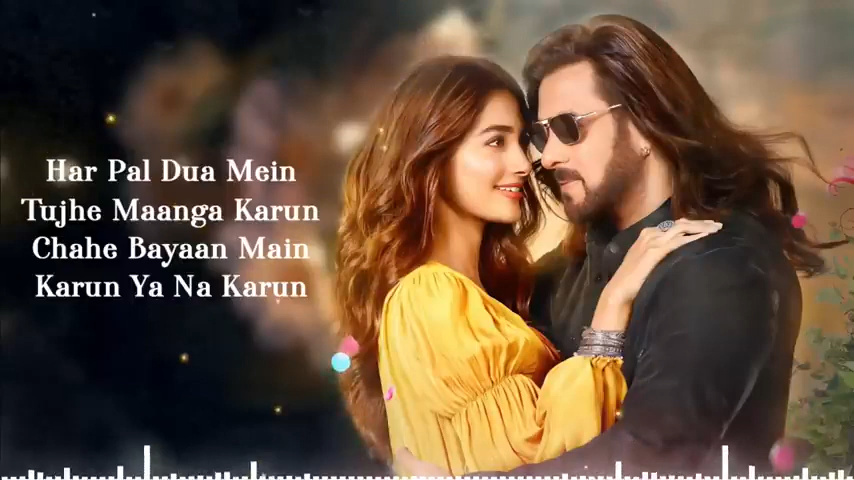 Har Pal Dua Mein
Tujhe Maanga Karun
Chahe Bayaan Main
Karun Ya Na Karun